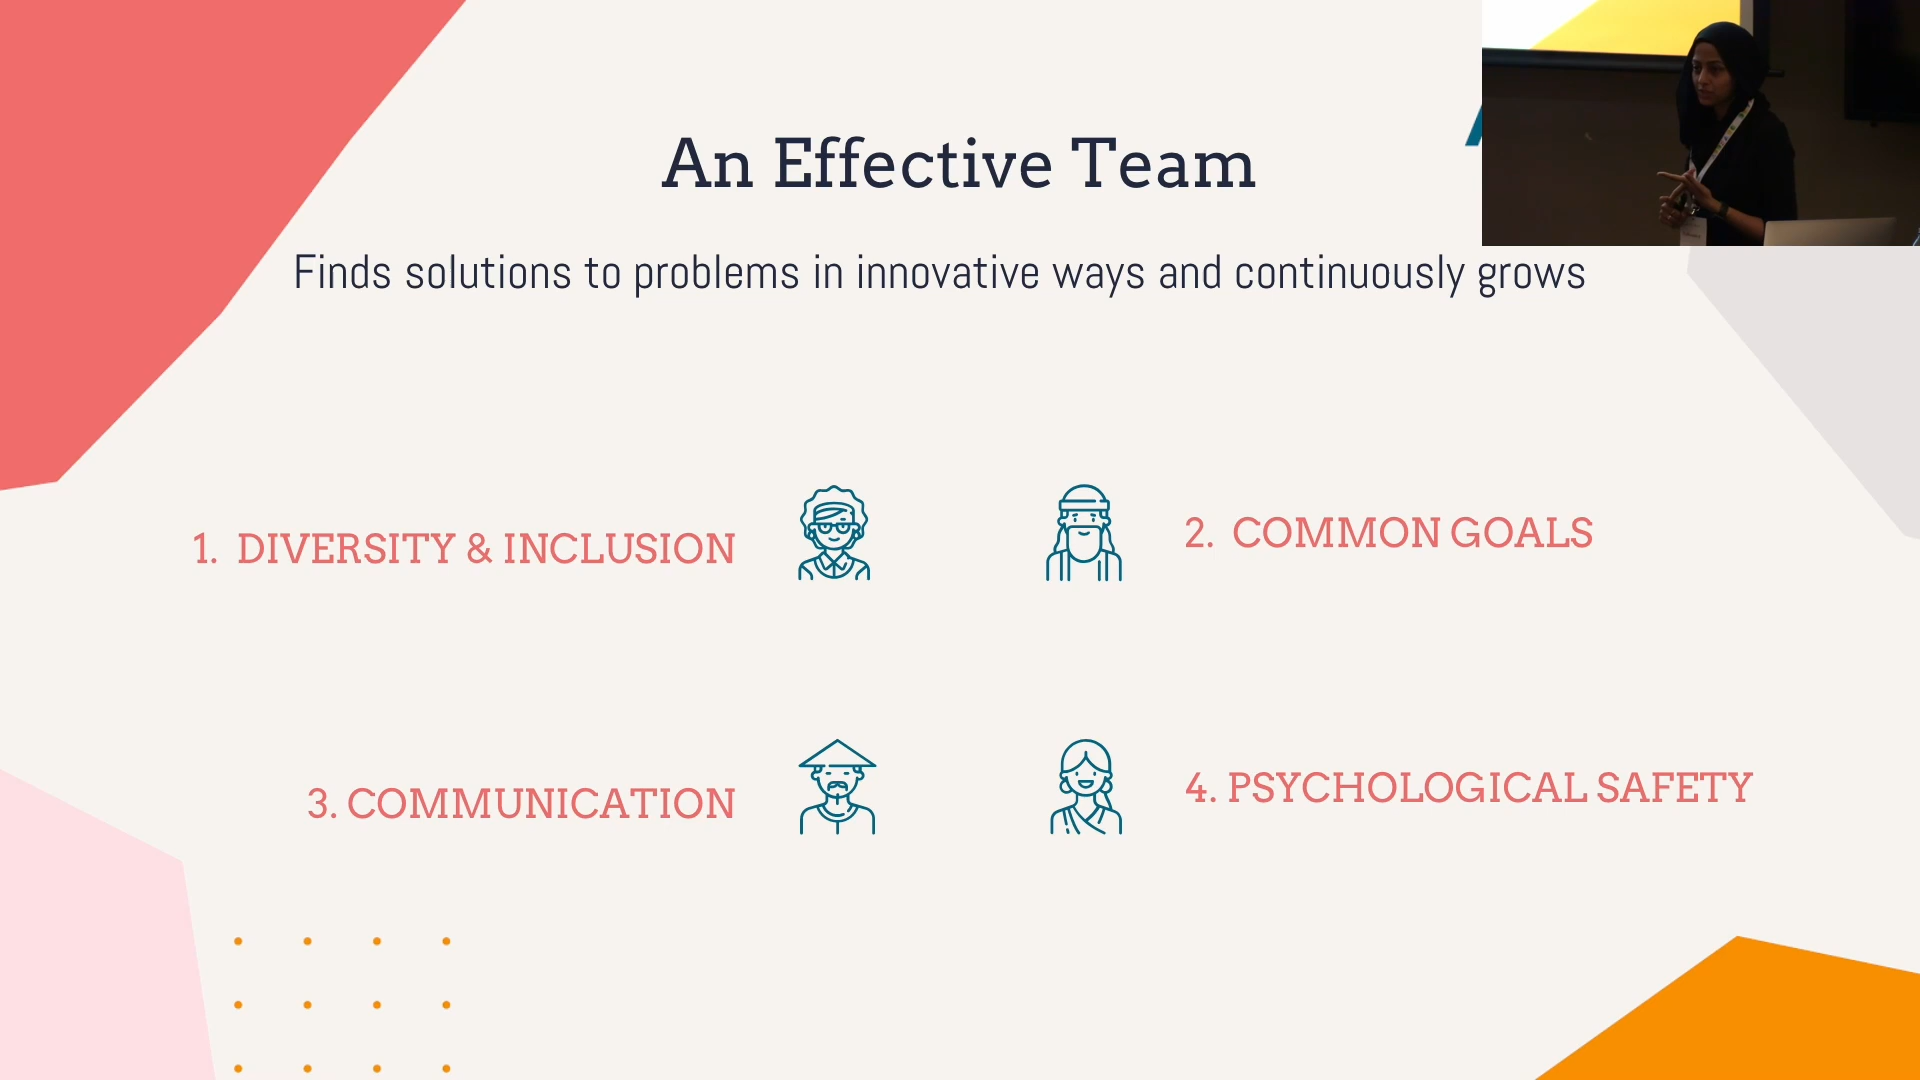 An Effective Team
Finds solutions to problems in innovative ways and continuously grows
1. DIVERSITY & INCLUSION
2. COMMON GOALS
3. COMMUNICATION
4. PSYCHOLOGICAL SAFETY